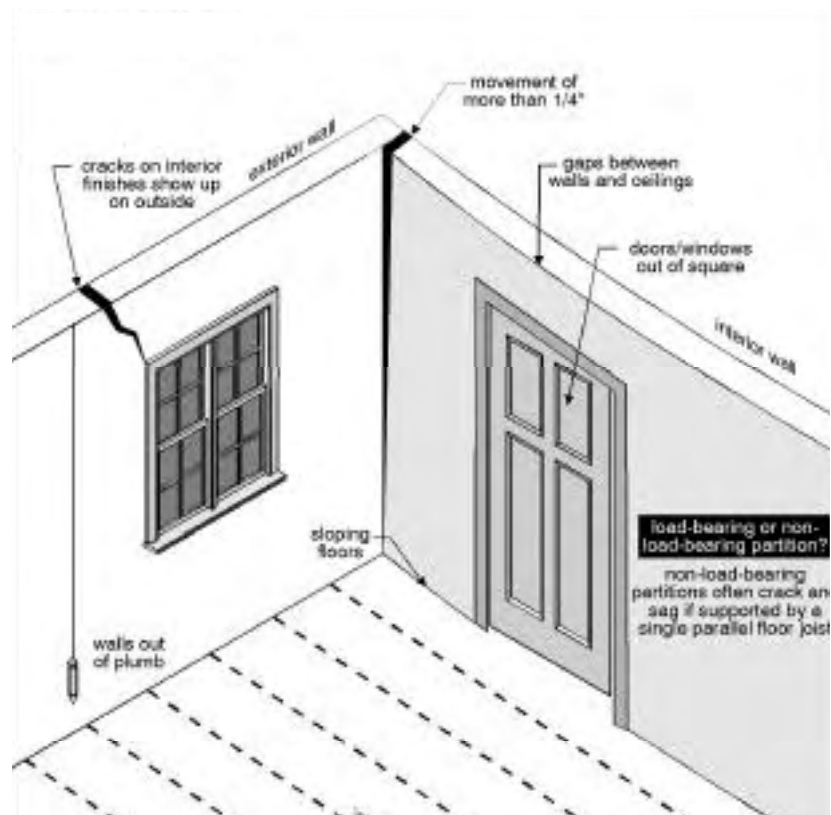 movement of
more than 1/4"
exterior wall
cracks on interior
finishes show up
on outside
gaps between
walls and ceilings
doors/windows
out of square
interior wall
sloping
floors
load-bearing or non-
load-bearing partition?
non-load-bearing
partitions often crack and
sag if supported by a
single parallel floor joist
walls out
of plumb